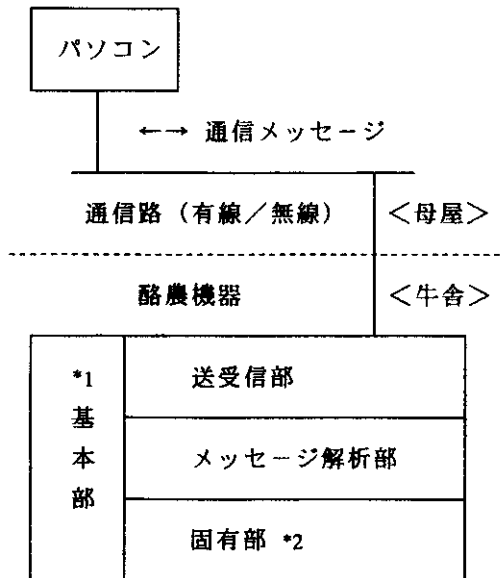 パソコン
←→ 通信メッセージ
通信路（有線／無線） ＜母屋＞
酪農機器 ＜牛舎＞
*1
基本部
送受信部
メッセージ解析部
固有部 *2